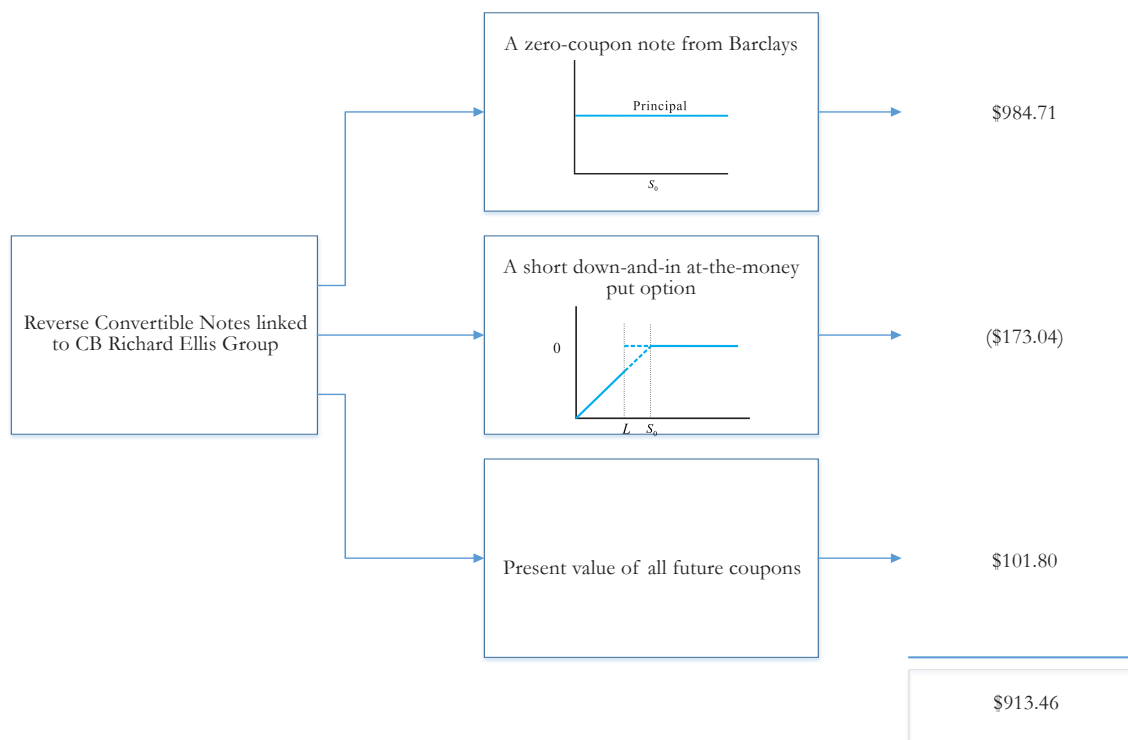 A zero-coupon note from Barclays
Principal
S₀
$984.71
Reverse Convertible Notes linked
to CB Richard Ellis Group
A short down-and-in at-the-money
put option
0
L S₀
($173.04)
Present value of all future coupons
$101.80
$913.46